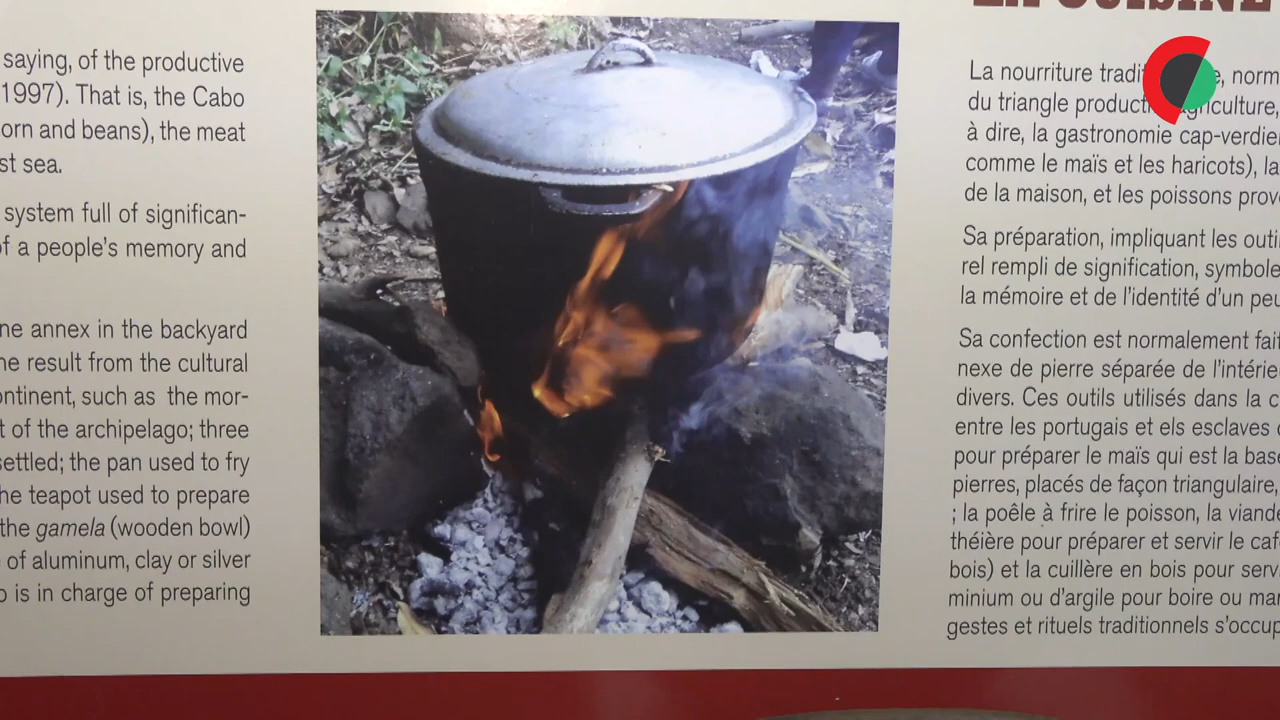 saying, of the productive
1997). That is, the Cabo
orn and beans), the meat
st sea.
system full of significan-
of a people's memory and
ne annex in the backyard
he result from the cultural
ontinent, such as the mor-
t of the archipelago; three
settled; the pan used to fry
he teapot used to prepare
the gamela (wooden bowl)
of aluminum, clay or silver
o is in charge of preparing
LA CUISINE
La nourriture tradi e, norm
du triangle product agriculture,
à dire, la gastronomie cap-verdie
comme le maïs et les haricots), la
de la maison, et les poissons prov
Sa préparation, impliquant les outi
rel rempli de signification, symbole
la mémoire et de l'identité d'un peu
Sa confection est normalement fait
nexe de pierre séparée de l'intérie
divers. Ces outils utilisés dans la c
entre les portugais et els esclaves
pour préparer le maïs qui est la base
pierres, placés de façon triangulaire,
; la poêle à frire le poisson, la viande
théière pour préparer et servir le caf
bois) et la cuillère en bois pour serv
minium ou d'argile pour boire ou man
gestes et rituels traditionnels s'occup